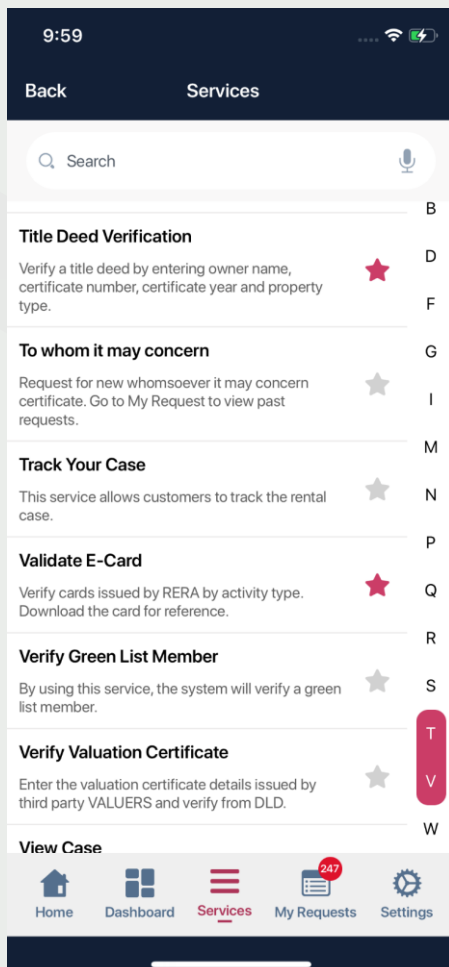 9:59
Back
Services
Search
B
Title Deed Verification
Verify a title deed by entering owner name,
certificate number, certificate year and property
type.
D
F
To whom it may concern
Request for new whomsoever it may concern
certificate. Go to My Request to view past
requests.
G
I
M
Track Your Case
This service allows customers to track the rental
case.
N
P
Validate E-Card
Verify cards issued by RERA by activity type.
Download the card for reference.
Q
R
Verify Green List Member
By using this service, the system will verify a green
list member.
S
T
Verify Valuation Certificate
Enter the valuation certificate details issued by
third party VALUERS and verify from DLD.
V
W
View Case
247
Home
Dashboard
Services
My Requests
Settings